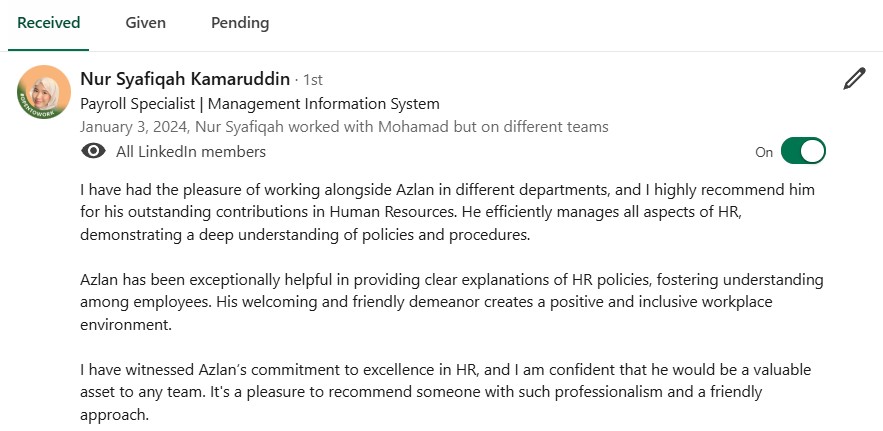 Received
Given
Pending
Nur Syafiqah Kamaruddin · 1st
Payroll Specialist | Management Information System
January 3, 2024, Nur Syafiqah worked with Mohamad but on different teams
All LinkedIn members
On
I have had the pleasure of working alongside Azlan in different departments, and I highly recommend him
for his outstanding contributions in Human Resources. He efficiently manages all aspects of HR,
demonstrating a deep understanding of policies and procedures.
Azlan has been exceptionally helpful in providing clear explanations of HR policies, fostering understanding
among employees. His welcoming and friendly demeanor creates a positive and inclusive workplace
environment.
I have witnessed Azlan's commitment to excellence in HR, and I am confident that he would be a valuable
asset to any team. It's a pleasure to recommend someone with such professionalism and a friendly
approach.
#OPENTOWORK